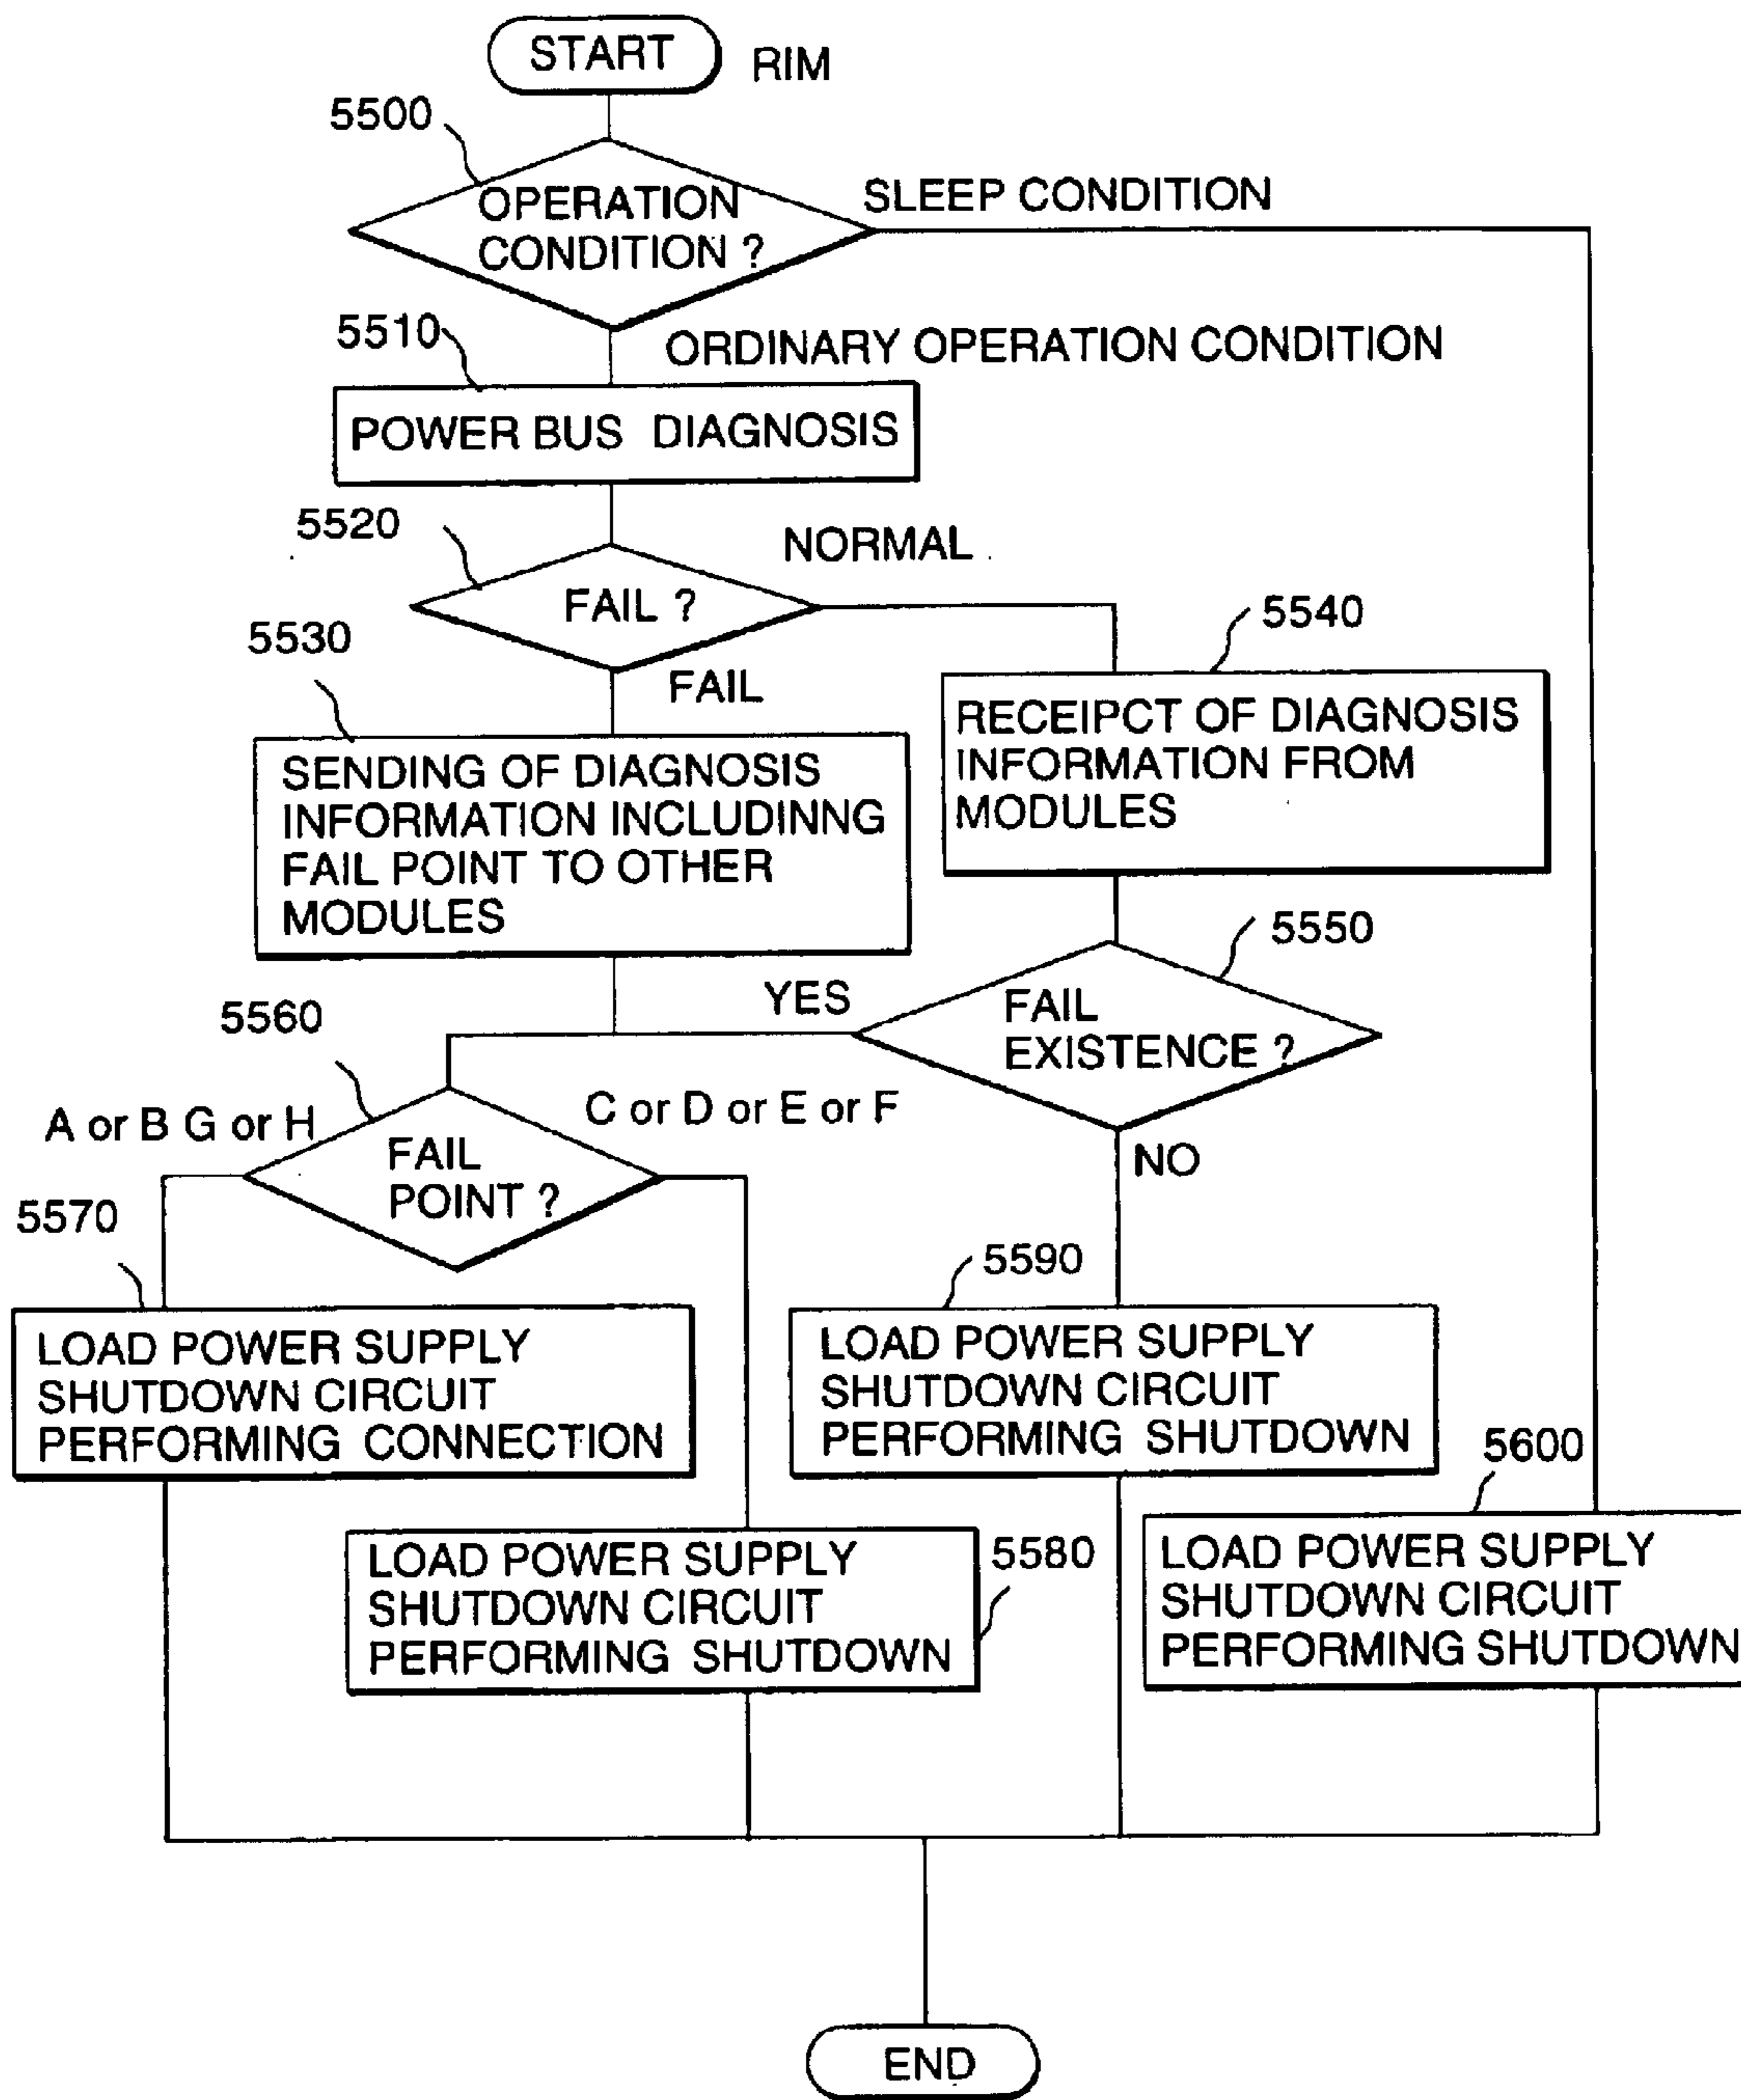 START
RIM
5500
OPERATION
CONDITION ?
SLEEP CONDITION
5510
ORDINARY OPERATION CONDITION
POWER BUS DIAGNOSIS
5520
NORMAL
FAIL ?
5530
FAIL
5540
SENDING OF DIAGNOSIS
INFORMATION INCLUDINNG
FAIL POINT TO OTHER
MODULES
RECEIPCT OF DIAGNOSIS
INFORMATION FROM
MODULES
5550
YES
FAIL
EXISTENCE ?
NO
5560
A or B G or H
C or D or E or F
FAIL
POINT ?
5570
LOAD POWER SUPPLY
SHUTDOWN CIRCUIT
PERFORMING CONNECTION
5590
LOAD POWER SUPPLY
SHUTDOWN CIRCUIT
PERFORMING SHUTDOWN
5580
LOAD POWER SUPPLY
SHUTDOWN CIRCUIT
PERFORMING SHUTDOWN
5600
LOAD POWER SUPPLY
SHUTDOWN CIRCUIT
PERFORMING SHUTDOWN
END